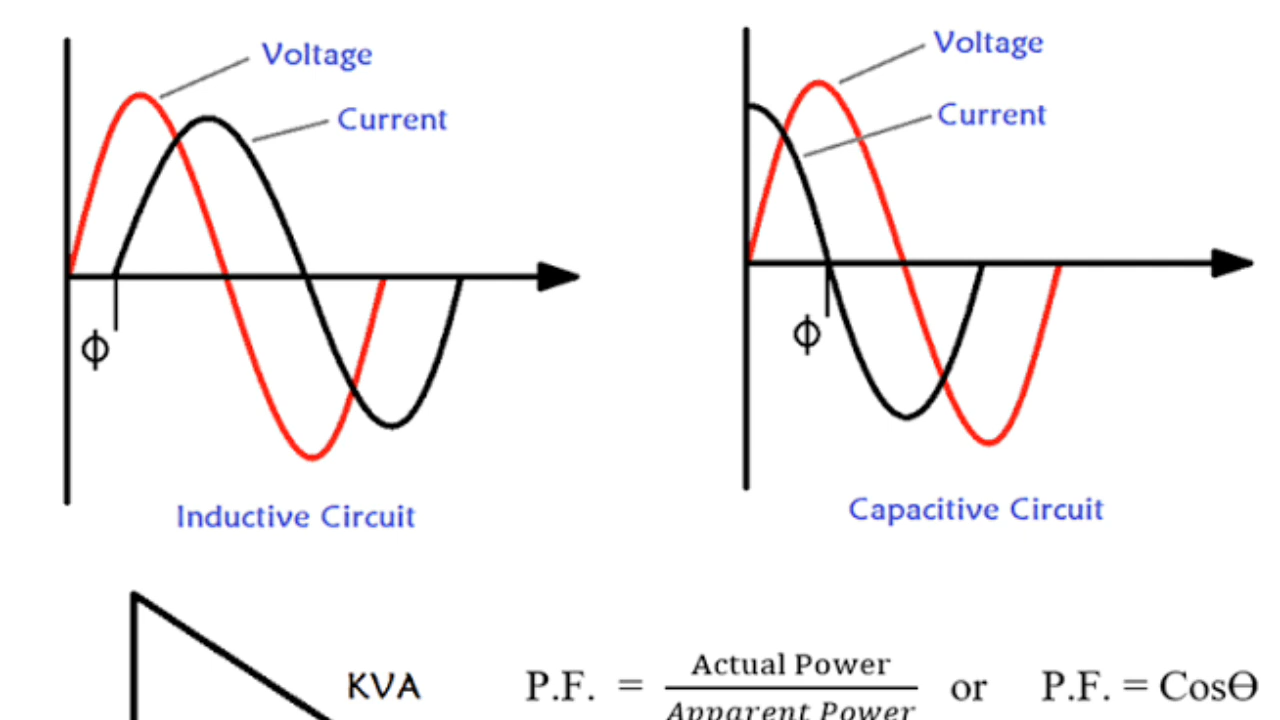 Voltage
Current
ϕ
Inductive Circuit
Voltage
Current
ϕ
Capacitive Circuit
KVA
P.F. = Actual Power / Apparent Power or P.F. = CosΘ